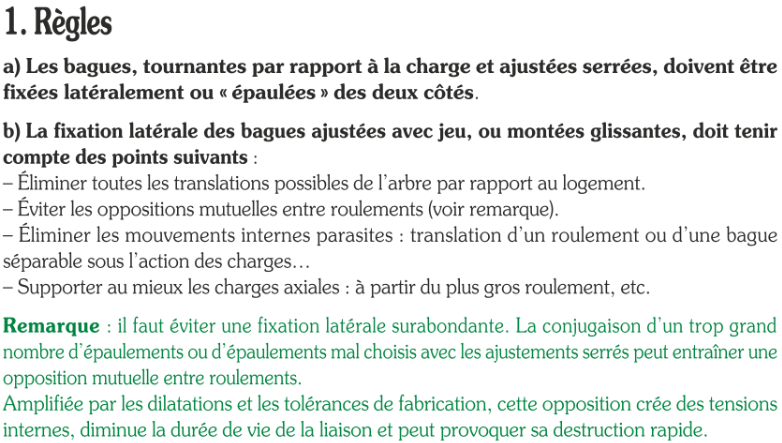 1. Règles
a) Les bagues, tournantes par rapport à la charge et ajustées serrées, doivent être
fixées latéralement ou « épaulées » des deux côtés.
b) La fixation latérale des bagues ajustées avec jeu, ou montées glissantes, doit tenir
compte des points suivants :
– Éliminer toutes les translations possibles de l’arbre par rapport au logement.
– Éviter les oppositions mutuelles entre roulements (voir remarque).
– Éliminer les mouvements internes parasites : translation d’un roulement ou d’une bague
séparable sous l’action des charges…
– Supporter au mieux les charges axiales : à partir du plus gros roulement, etc.
Remarque : il faut éviter une fixation latérale surabondante. La conjugaison d’un trop grand
nombre d’épaulements ou d’épaulements mal choisis avec les ajustements serrés peut entraîner une
opposition mutuelle entre roulements.
Amplifiée par les dilatations et les tolérances de fabrication, cette opposition crée des tensions
internes, diminue la durée de vie de la liaison et peut provoquer sa destruction rapide.